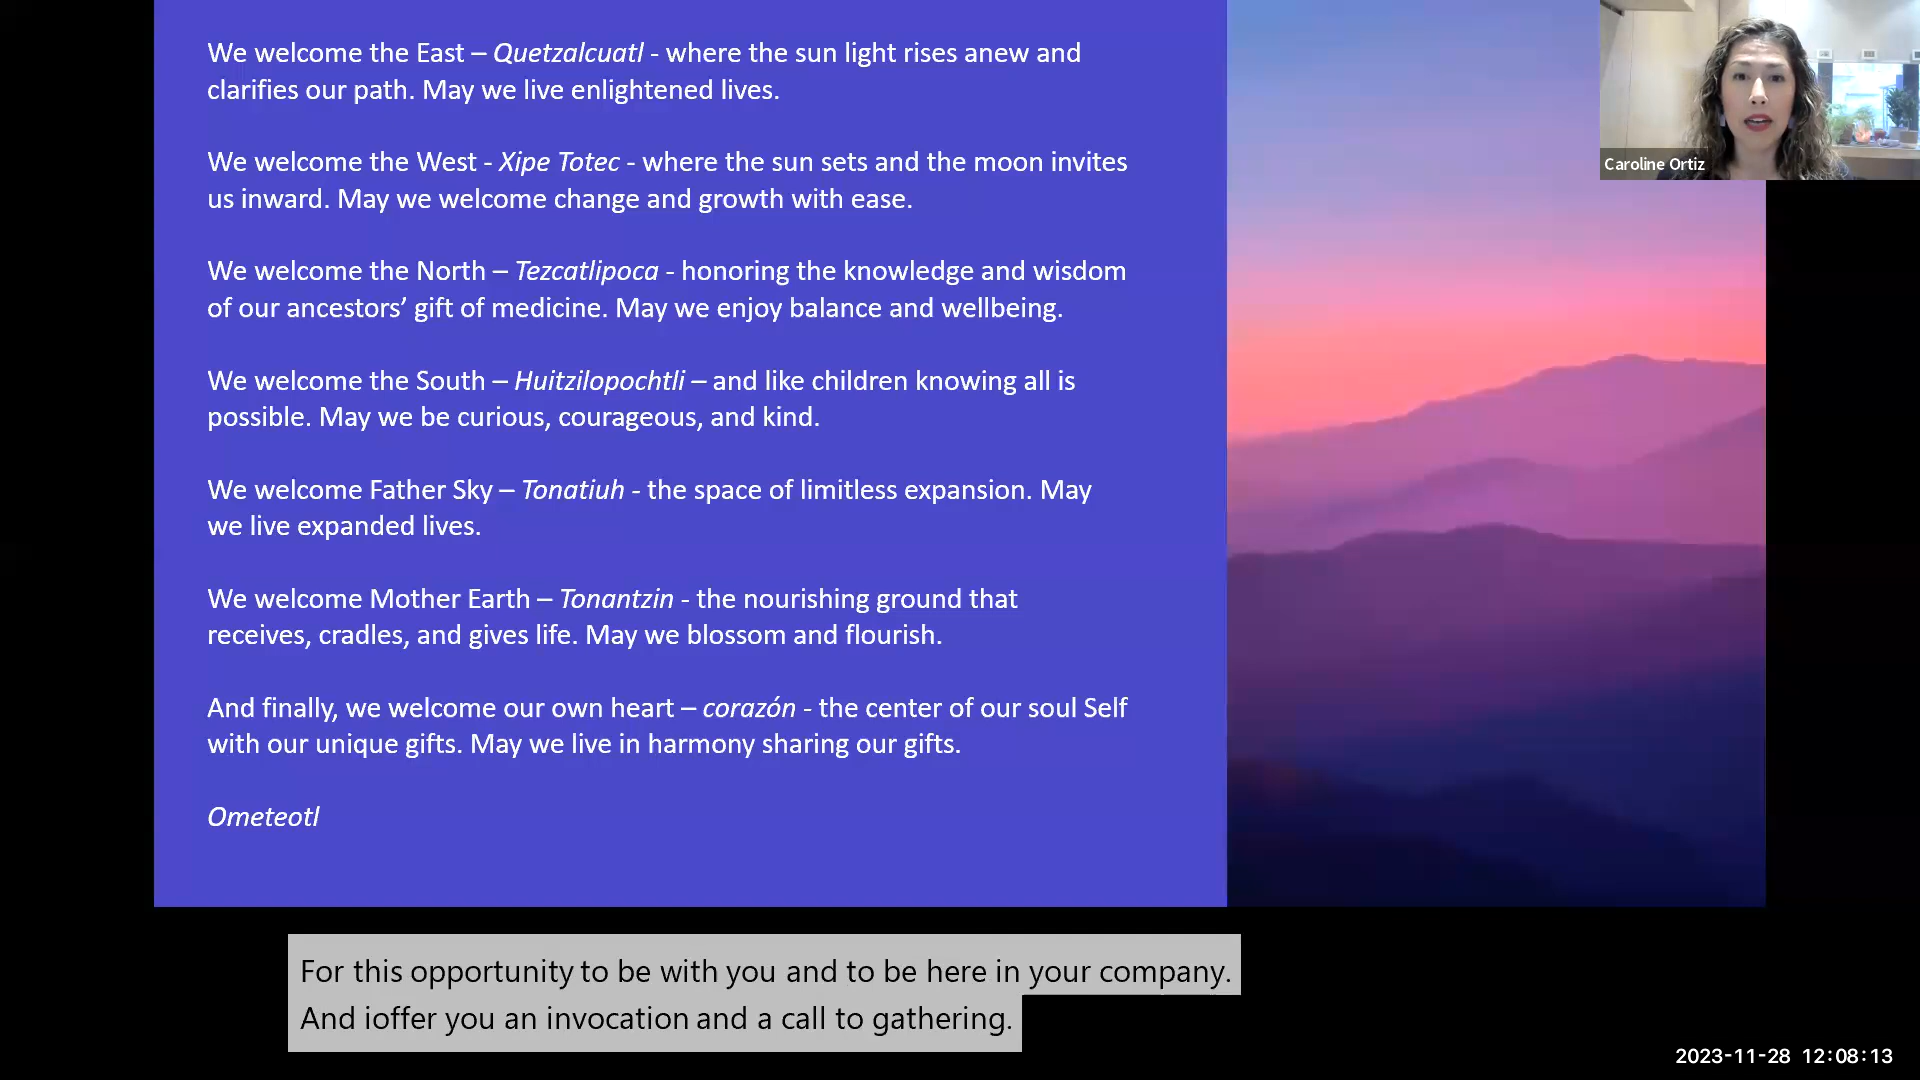 We welcome the East – Quetzalcuatl - where the sun light rises anew and
clarifies our path. May we live enlightened lives.
We welcome the West - Xipe Totec - where the sun sets and the moon invites
us inward. May we welcome change and growth with ease.
We welcome the North – Tezcatlipoca - honoring the knowledge and wisdom
of our ancestors’ gift of medicine. May we enjoy balance and wellbeing.
We welcome the South – Huitzilopochtli – and like children knowing all is
possible. May we be curious, courageous, and kind.
We welcome Father Sky – Tonatiuh - the space of limitless expansion. May
we live expanded lives.
We welcome Mother Earth – Tonantzin - the nourishing ground that
receives, cradles, and gives life. May we blossom and flourish.
And finally, we welcome our own heart – corazón - the center of our soul Self
with our unique gifts. May we live in harmony sharing our gifts.
Ometeotl
Caroline Ortiz
For this opportunity to be with you and to be here in your company.
And ioffer you an invocation and a call to gathering.
2023-11-28 12:08:13